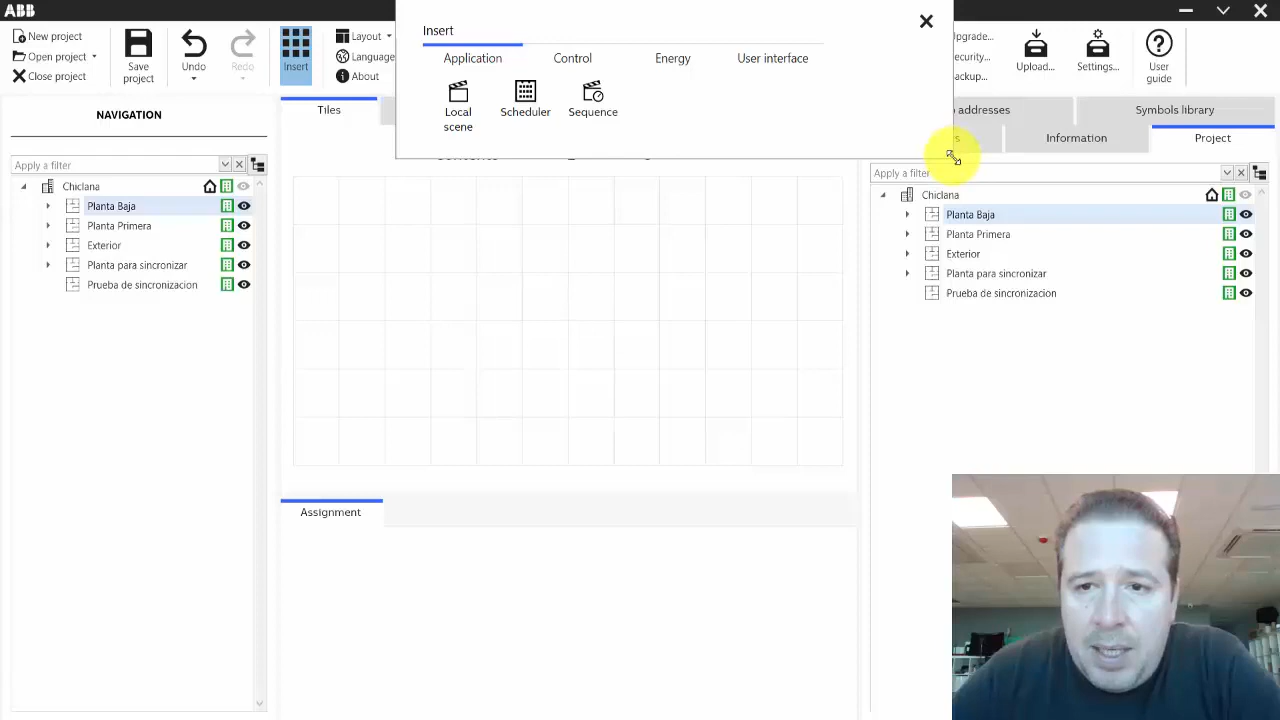 ABB
New project
Open project
Close project
Save project
Undo
Redo
Insert
Layout
Language
About
Insert
Application
Control
Energy
User interface
Local scene
Scheduler
Sequence
Upload...
Settings...
User guide
NAVIGATION
Apply a filter
Chiclana
Planta Baja
Planta Primera
Exterior
Planta para sincronizar
Prueba de sincronizacion
Tiles
Assignment
addresses
Symbols library
Information
Project
Apply a filter
Chiclana
Planta Baja
Planta Primera
Exterior
Planta para sincronizar
Prueba de sincronizacion